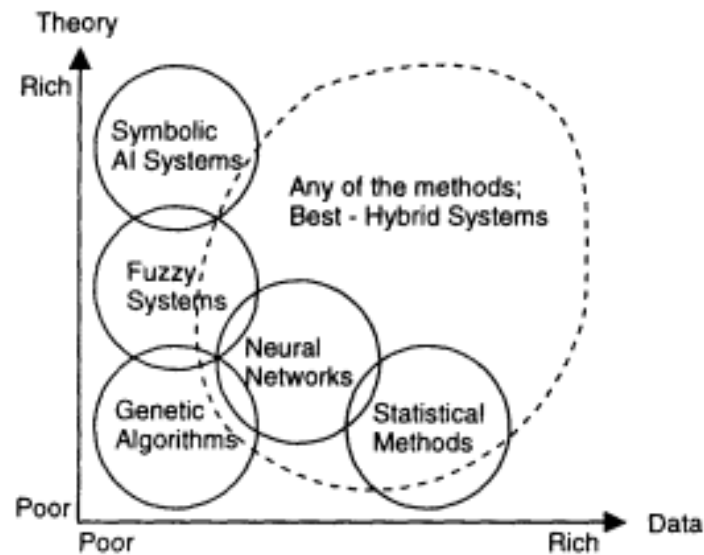 Theory
Rich
Symbolic
AI Systems
Any of the methods;
Best - Hybrid Systems
Fuzzy
Systems
Neural
Networks
Genetic
Algorithms
Statistical
Methods
Poor
Poor
Rich
Data